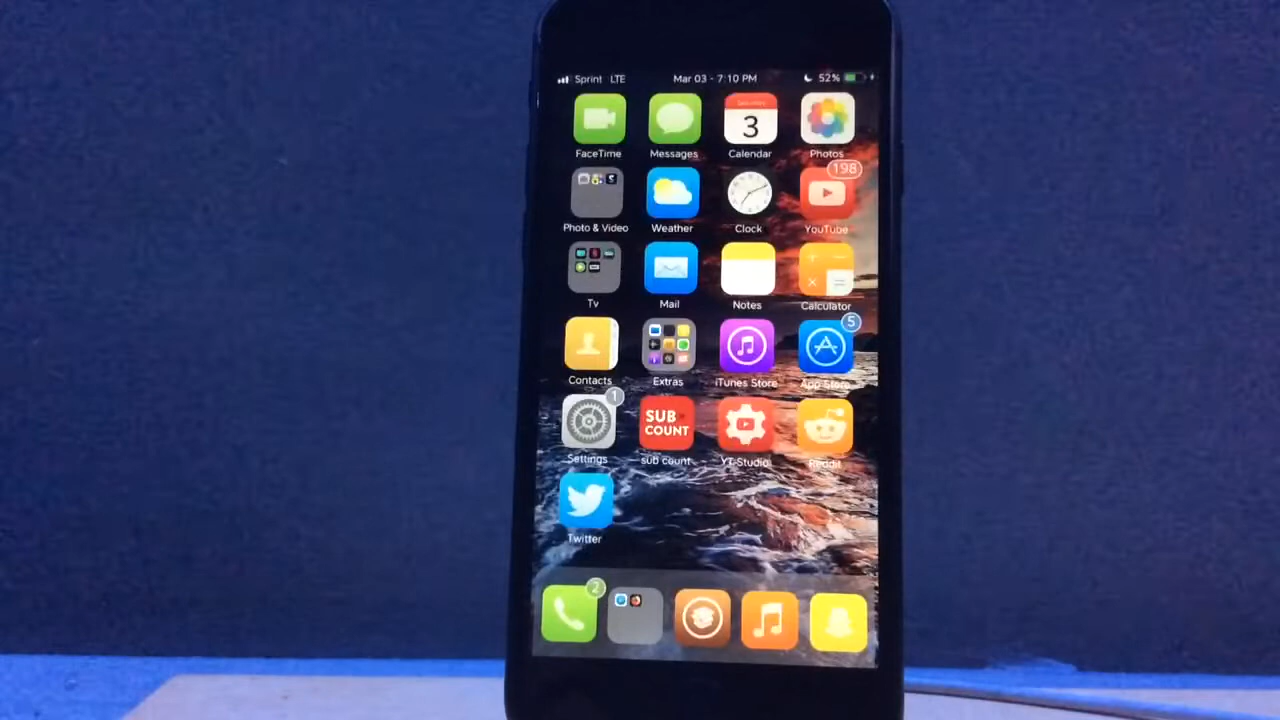 Sprint LTE Mar 03 - 7:10 PM 52%
Saturday
3
FaceTime Messages Calendar Photos
198
Photo & Video Weather Clock YouTube
Tv Mail Notes Calculator
5
Contacts Extras iTunes Store App Store
1
SUB
COUNT
Settings sub count YT Studio Reddit
Twitter
2